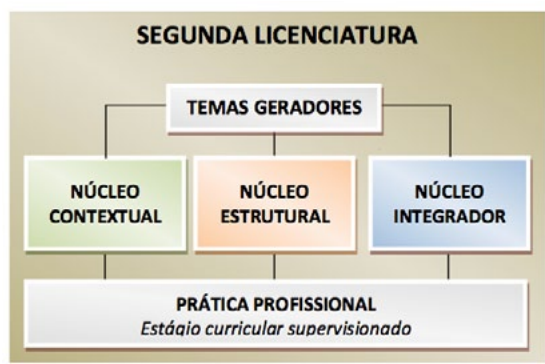 SEGUNDA LICENCIATURA
TEMAS GERADORES
NÚCLEO
CONTEXTUAL
NÚCLEO
ESTRUTURAL
NÚCLEO
INTEGRADOR
PRÁTICA PROFISSIONAL
Estágio curricular supervisionado